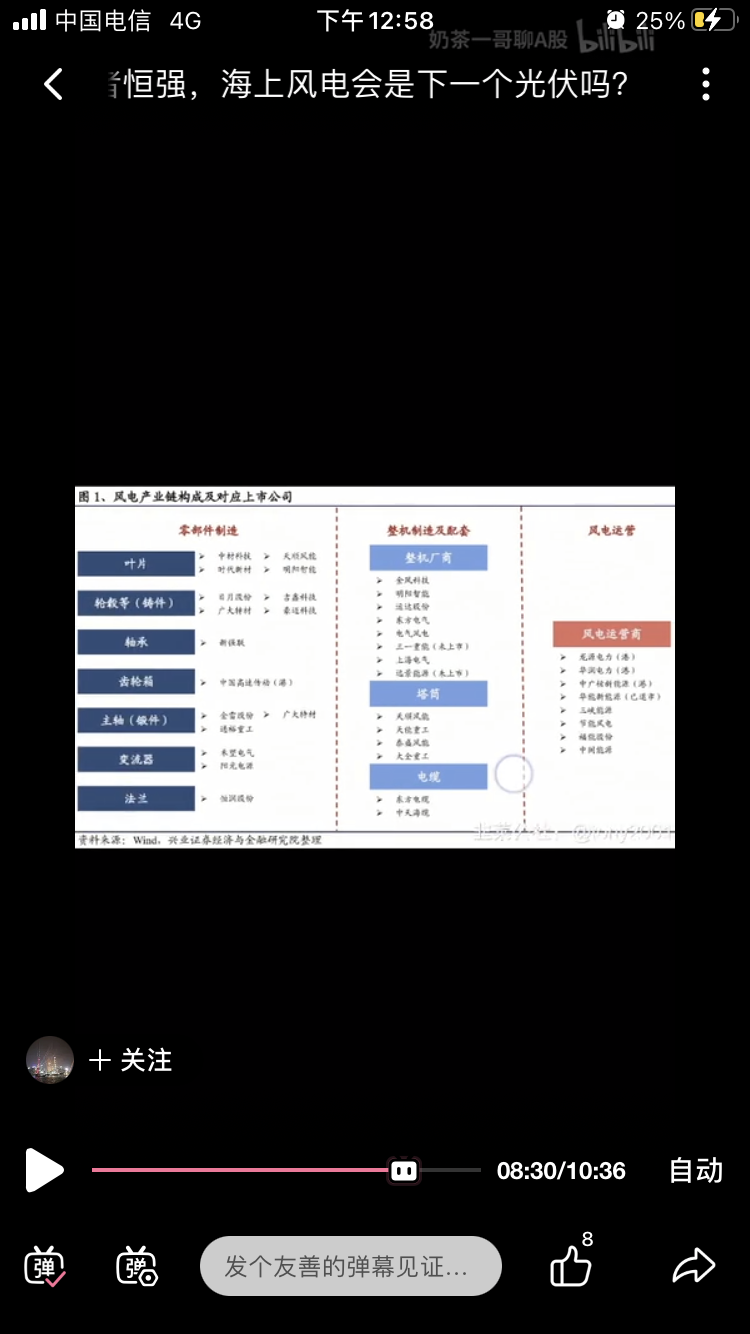 中国电信 4G 下午12:58 25%
奶茶一哥聊A股 bilibili
者恒强，海上风电会是下一个光伏吗？
图1、风电产业链构成及对应上市公司
零部件制造 整机制造及配套 风电运营
叶片
中材科技 天顺风能
时代新材 明阳智能
轮毂等（铸件）
日月股份 吉鑫科技
广大特材 豪迈科技
轴承
新强联
齿轮箱
中国高速传动（港）
主轴（锻件）
金雷股份 广大特材
通裕重工
变流器
禾望电气
阳光电源
法兰
恒润股份
整机厂商
金风科技
明阳智能
运达股份
东方电气
电气风电
三一重能（未上市）
上海电气
远景能源（未上市）
塔筒
天顺风能
天能重工
泰胜风能
大金重工
电缆
东方电缆
中天海缆
风电运营商
龙源电力（港）
华润电力（港）
中广核新能源（港）
华能新能源（已退市）
三峡能源
节能风电
福能股份
中闽能源
资料来源：Wind，兴业证券经济与金融研究院整理
＋ 关注
08:30/10:36 自动
弹 弹 发个友善的弹幕见证... 8